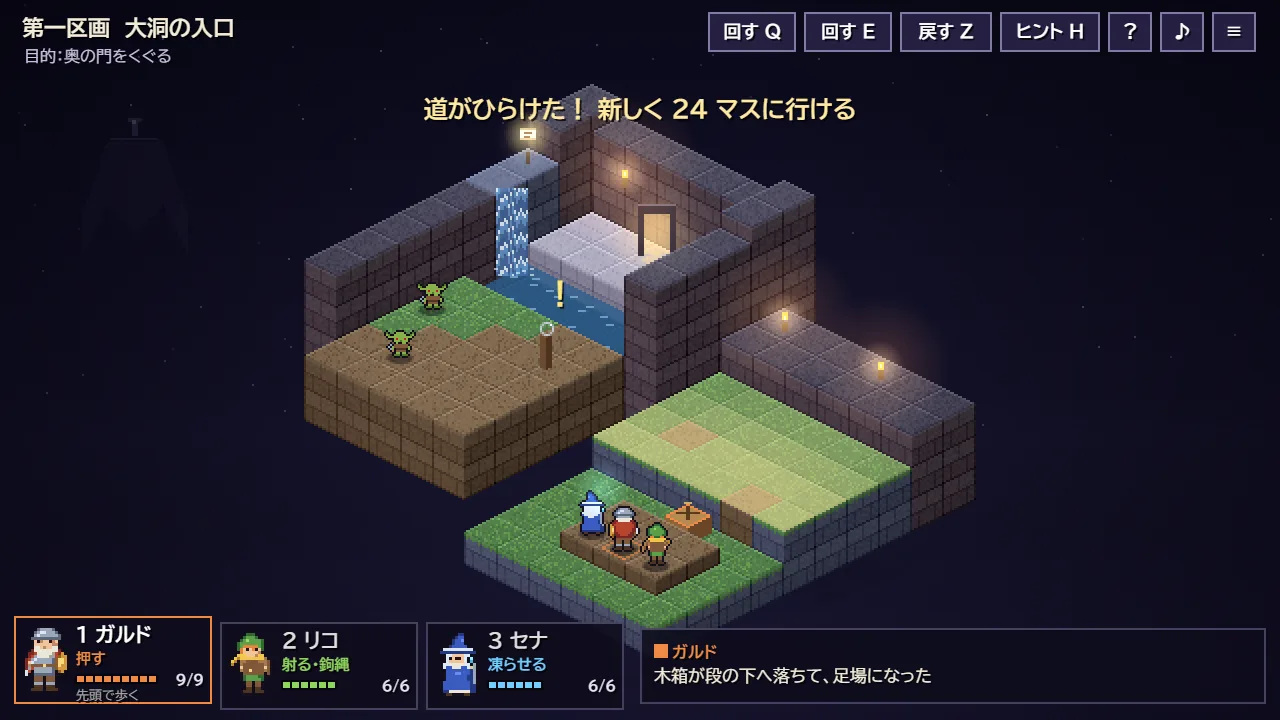 第一区画 大洞の入口
目的:奥の門をくぐる
回す Q
回す E
戻す Z
ヒント H
?
♪
≡
道がひらけた! 新しく 24 マスに行ける
!
1 ガルド
押す
9/9
先頭で歩く
2 リコ
射る・鉤縄
6/6
3 セナ
凍らせる
6/6
ガルド
木箱が段の下へ落ちて、足場になった